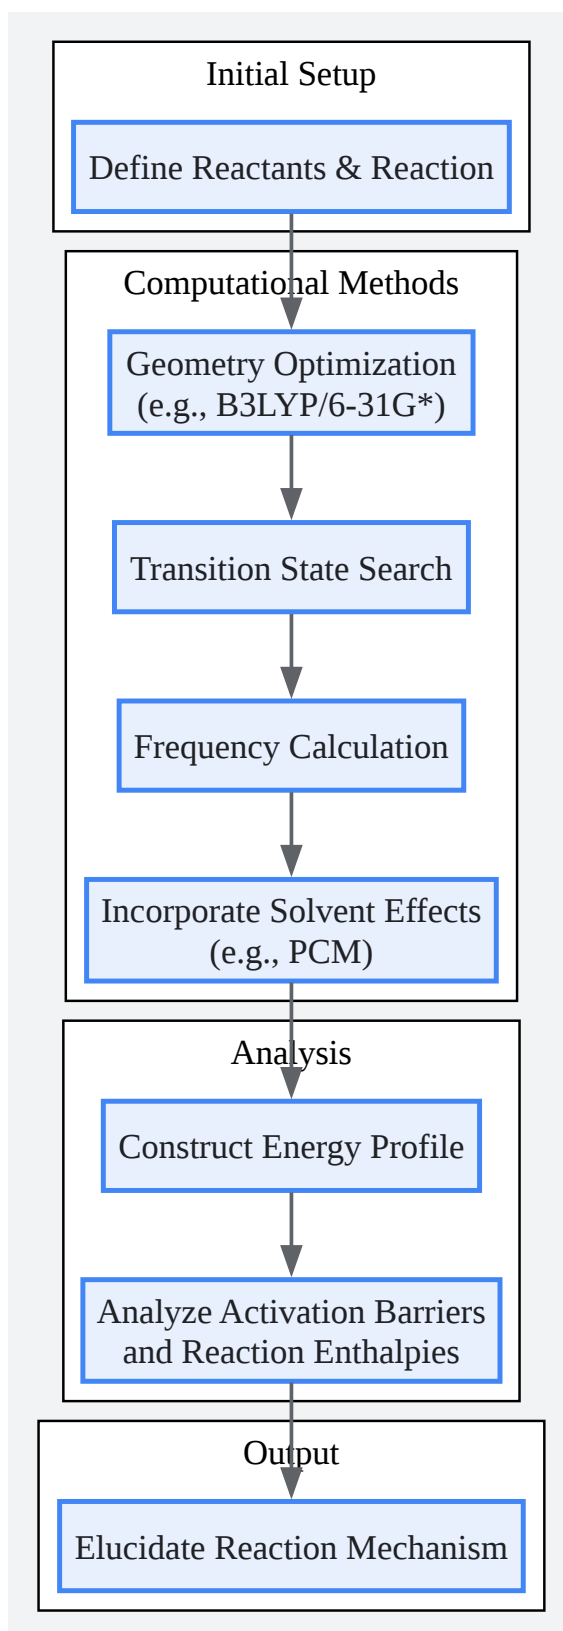 Initial Setup
Define Reactants & Reaction
Computational Methods
Geometry Optimization
(e.g., B3LYP/6-31G*)
Transition State Search
Frequency Calculation
Incorporate Solvent Effects
(e.g., PCM)
Analysis
Construct Energy Profile
Analyze Activation Barriers
and Reaction Enthalpies
Output
Elucidate Reaction Mechanism